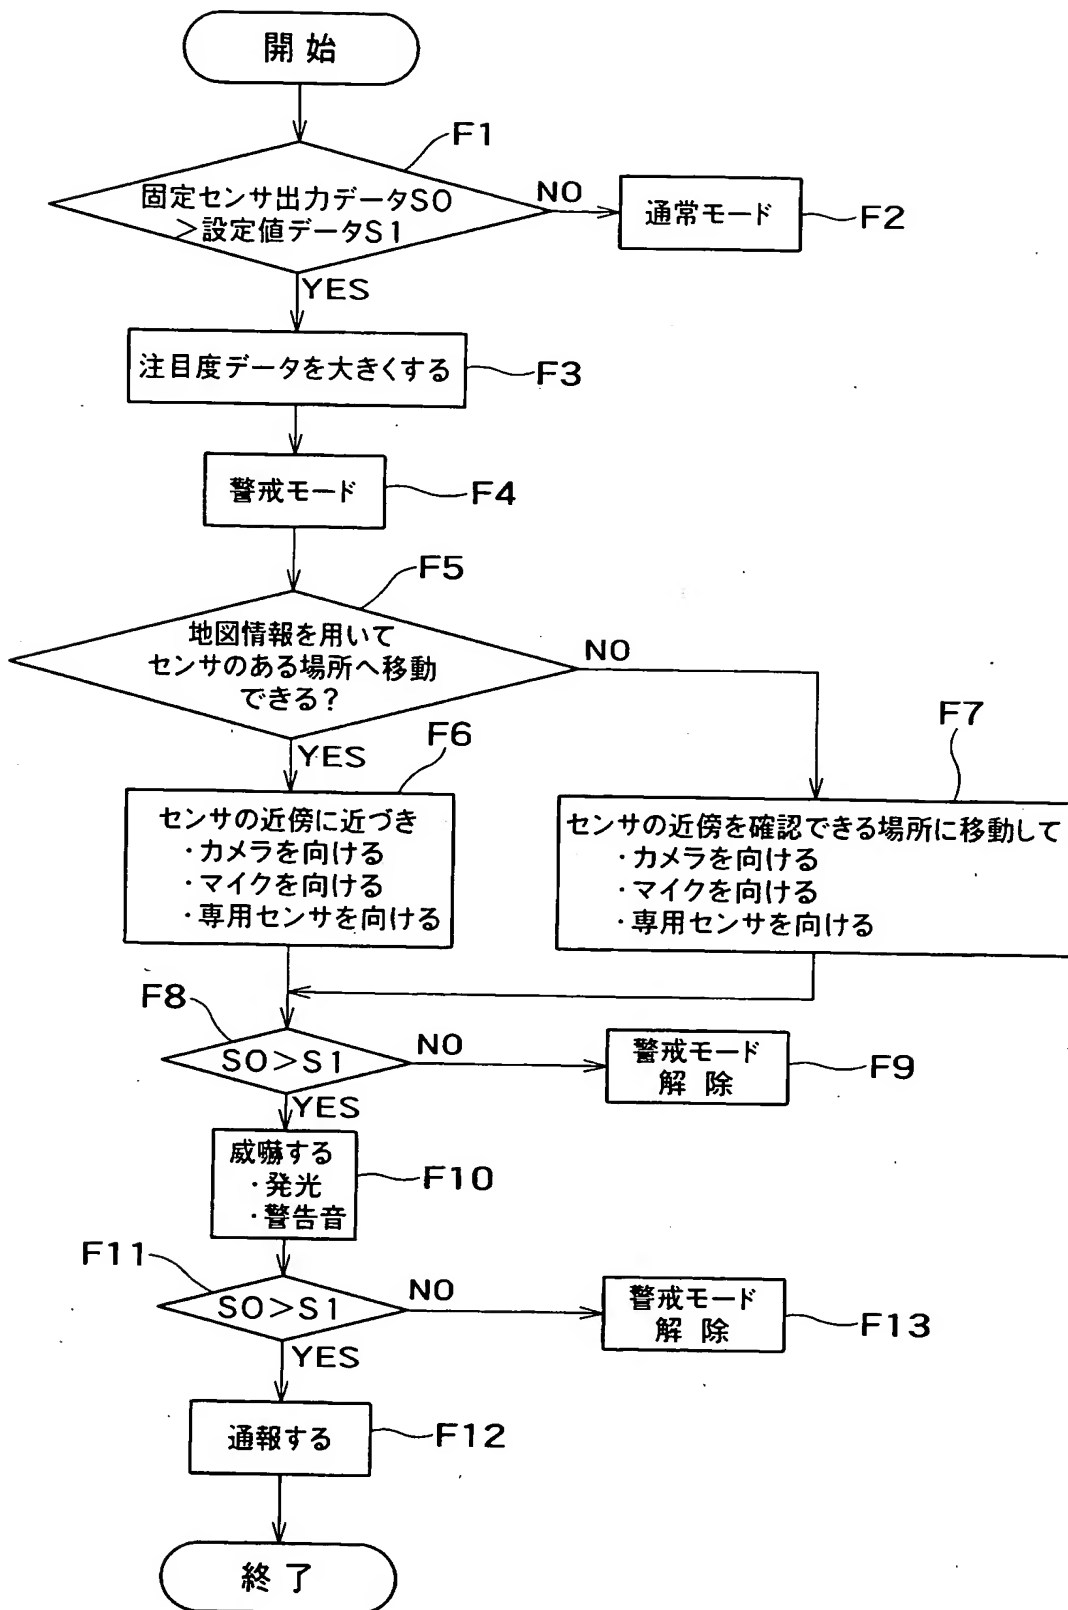 開始
F1
固定センサ出力データSO
＞設定値データS1
NO
通常モード
F2
YES
注目度データを大きくする
F3
警戒モード
F4
F5
地図情報を用いて
センサのある場所へ移動
できる？
NO
YES
F6
F7
センサの近傍に近づき
・カメラを向ける
・マイクを向ける
・専用センサを向ける
センサの近傍を確認できる場所に移動して
・カメラを向ける
・マイクを向ける
・専用センサを向ける
F8
SO＞S1
NO
警戒モード
解除
F9
YES
威嚇する
・発光
・警告音
F10
F11
SO＞S1
NO
警戒モード
解除
F13
YES
通報する
F12
終了